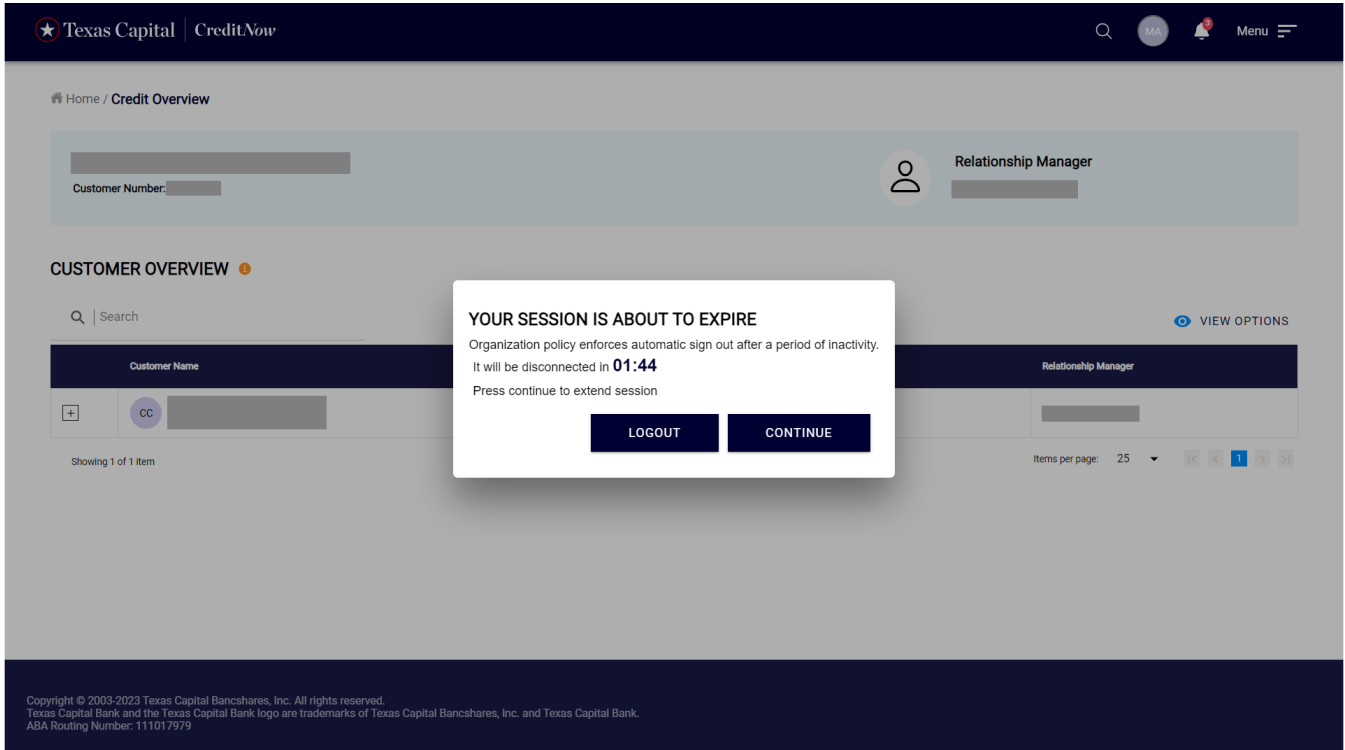 Texas Capital | CreditNow
MA
3
Menu
Home / Credit Overview
Customer Number:
Relationship Manager
CUSTOMER OVERVIEW
Search
VIEW OPTIONS
Customer Name
Relationship Manager
CC
Showing 1 of 1 item
Items per page: 25
1
YOUR SESSION IS ABOUT TO EXPIRE
Organization policy enforces automatic sign out after a period of inactivity.
It will be disconnected in 01:44
Press continue to extend session
LOGOUT
CONTINUE
Copyright © 2003-2023 Texas Capital Bancshares, Inc. All rights reserved.
Texas Capital Bank and the Texas Capital Bank logo are trademarks of Texas Capital Bancshares, Inc. and Texas Capital Bank.
ABA Routing Number: 111017979